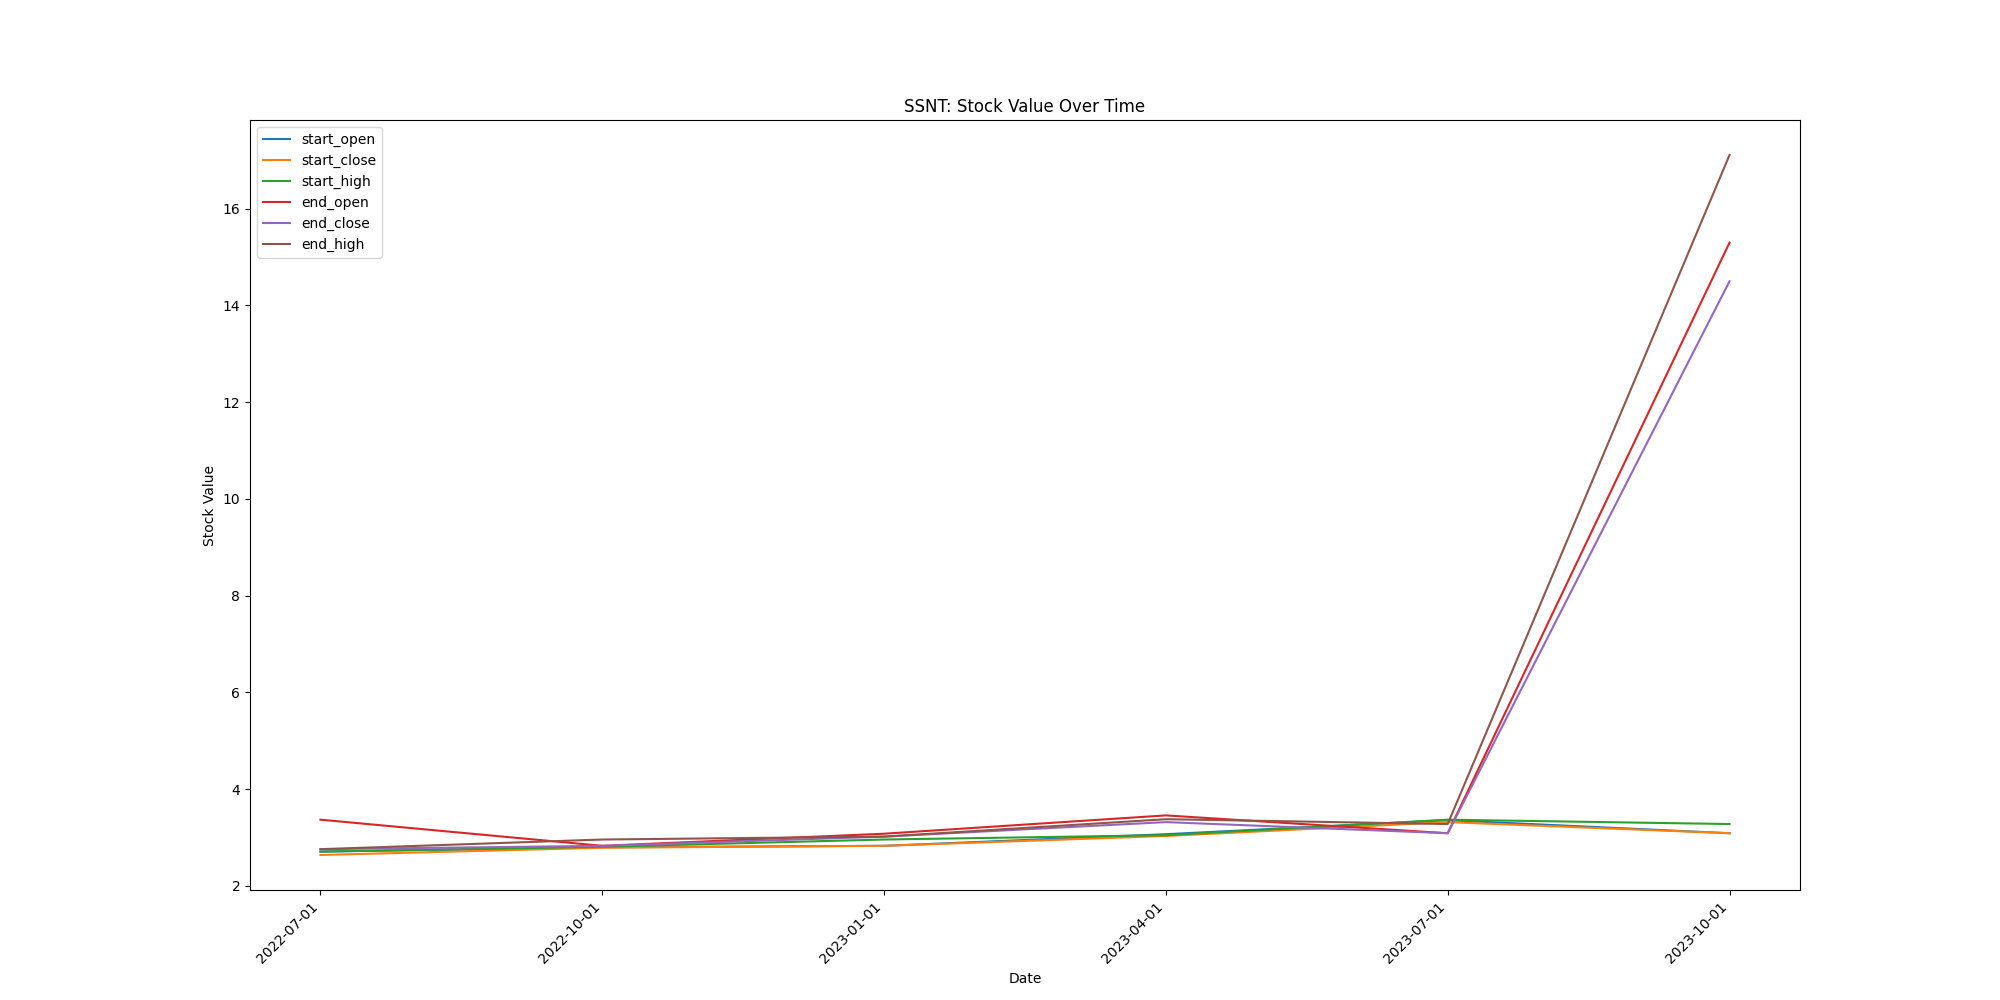 SSNT: Stock Value Over Time
start_open
start_close
start_high
end_open
end_close
end_high
16
14
12
10
8
6
4
2
Stock Value
2022-07-01
2022-10-01
2023-01-01
2023-04-01
2023-07-01
2023-10-01
Date